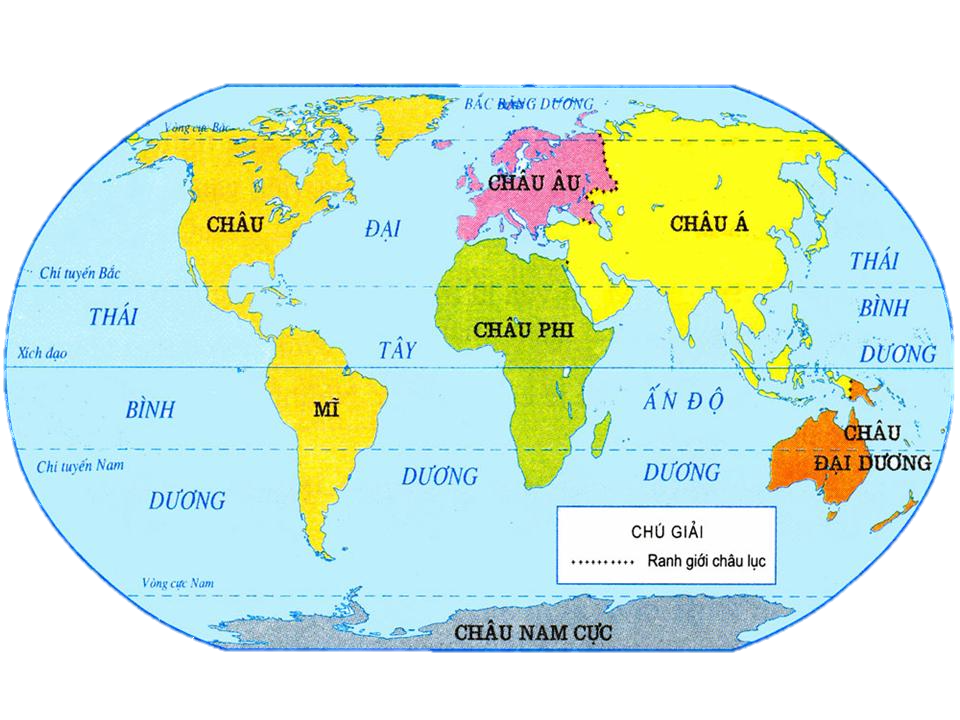 BẮC BĂNG DƯƠNG
Vòng cực Bắc
CHÂU ÂU
CHÂU
ĐẠI
CHÂU Á
THÁI
Chí tuyến Bắc
BÌNH
THÁI
CHÂU PHI
TÂY
DƯƠNG
Xích đạo
BÌNH
MĨ
ẤN ĐỘ
CHÂU
ĐẠI DƯƠNG
Chí tuyến Nam
DƯƠNG
DƯƠNG
DƯƠNG
CHÚ GIẢI
Ranh giới châu lục
Vòng cực Nam
CHÂU NAM CỰC